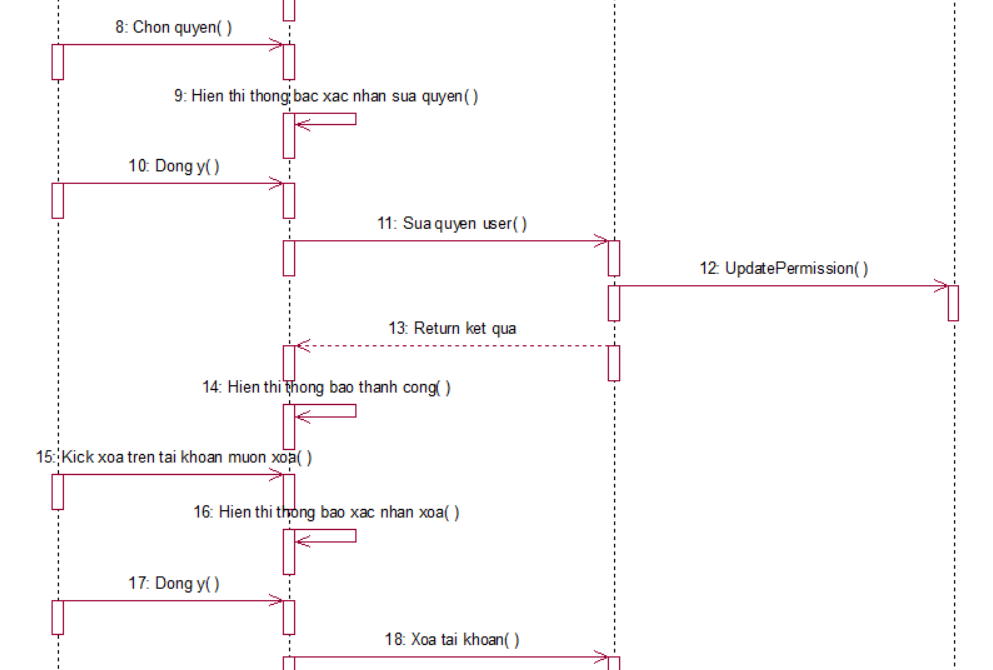 8: Chon quyen( )
9: Hien thi thong bac xac nhan sua quyen( )
10: Dong y( )
11: Sua quyen user( )
12: UpdatePermission( )
13: Return ket qua
14: Hien thi thong bao thanh cong( )
15: Kick xoa tren tai khoan muon xoa( )
16: Hien thi thong bao xac nhan xoa( )
17: Dong y( )
18: Xoa tai khoan( )